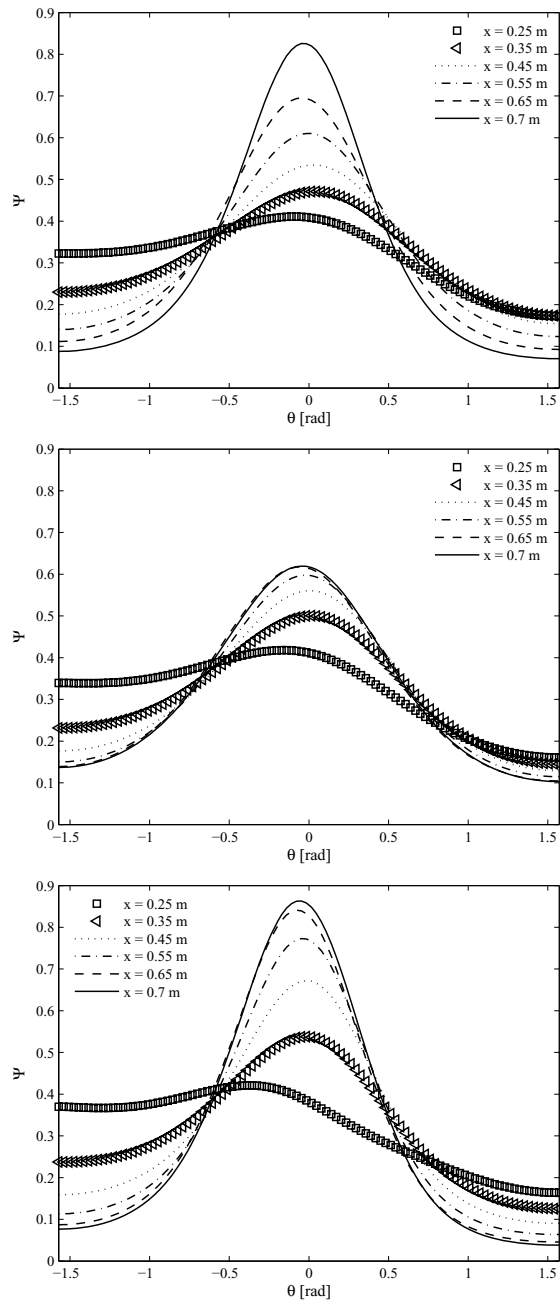 0.9
0.8
0.7
0.6
0.5
0.4
0.3
0.2
0.1
0
Ψ
x = 0.25 m
x = 0.35 m
x = 0.45 m
x = 0.55 m
x = 0.65 m
x = 0.7 m
−1.5 −1 −0.5 0 0.5 1 1.5
θ [rad]
0.9
0.8
0.7
0.6
0.5
0.4
0.3
0.2
0.1
0
Ψ
x = 0.25 m
x = 0.35 m
x = 0.45 m
x = 0.55 m
x = 0.65 m
x = 0.7 m
−1.5 −1 −0.5 0 0.5 1 1.5
θ [rad]
0.9
0.8
0.7
0.6
0.5
0.4
0.3
0.2
0.1
0
Ψ
x = 0.25 m
x = 0.35 m
x = 0.45 m
x = 0.55 m
x = 0.65 m
x = 0.7 m
−1.5 −1 −0.5 0 0.5 1 1.5
θ [rad]